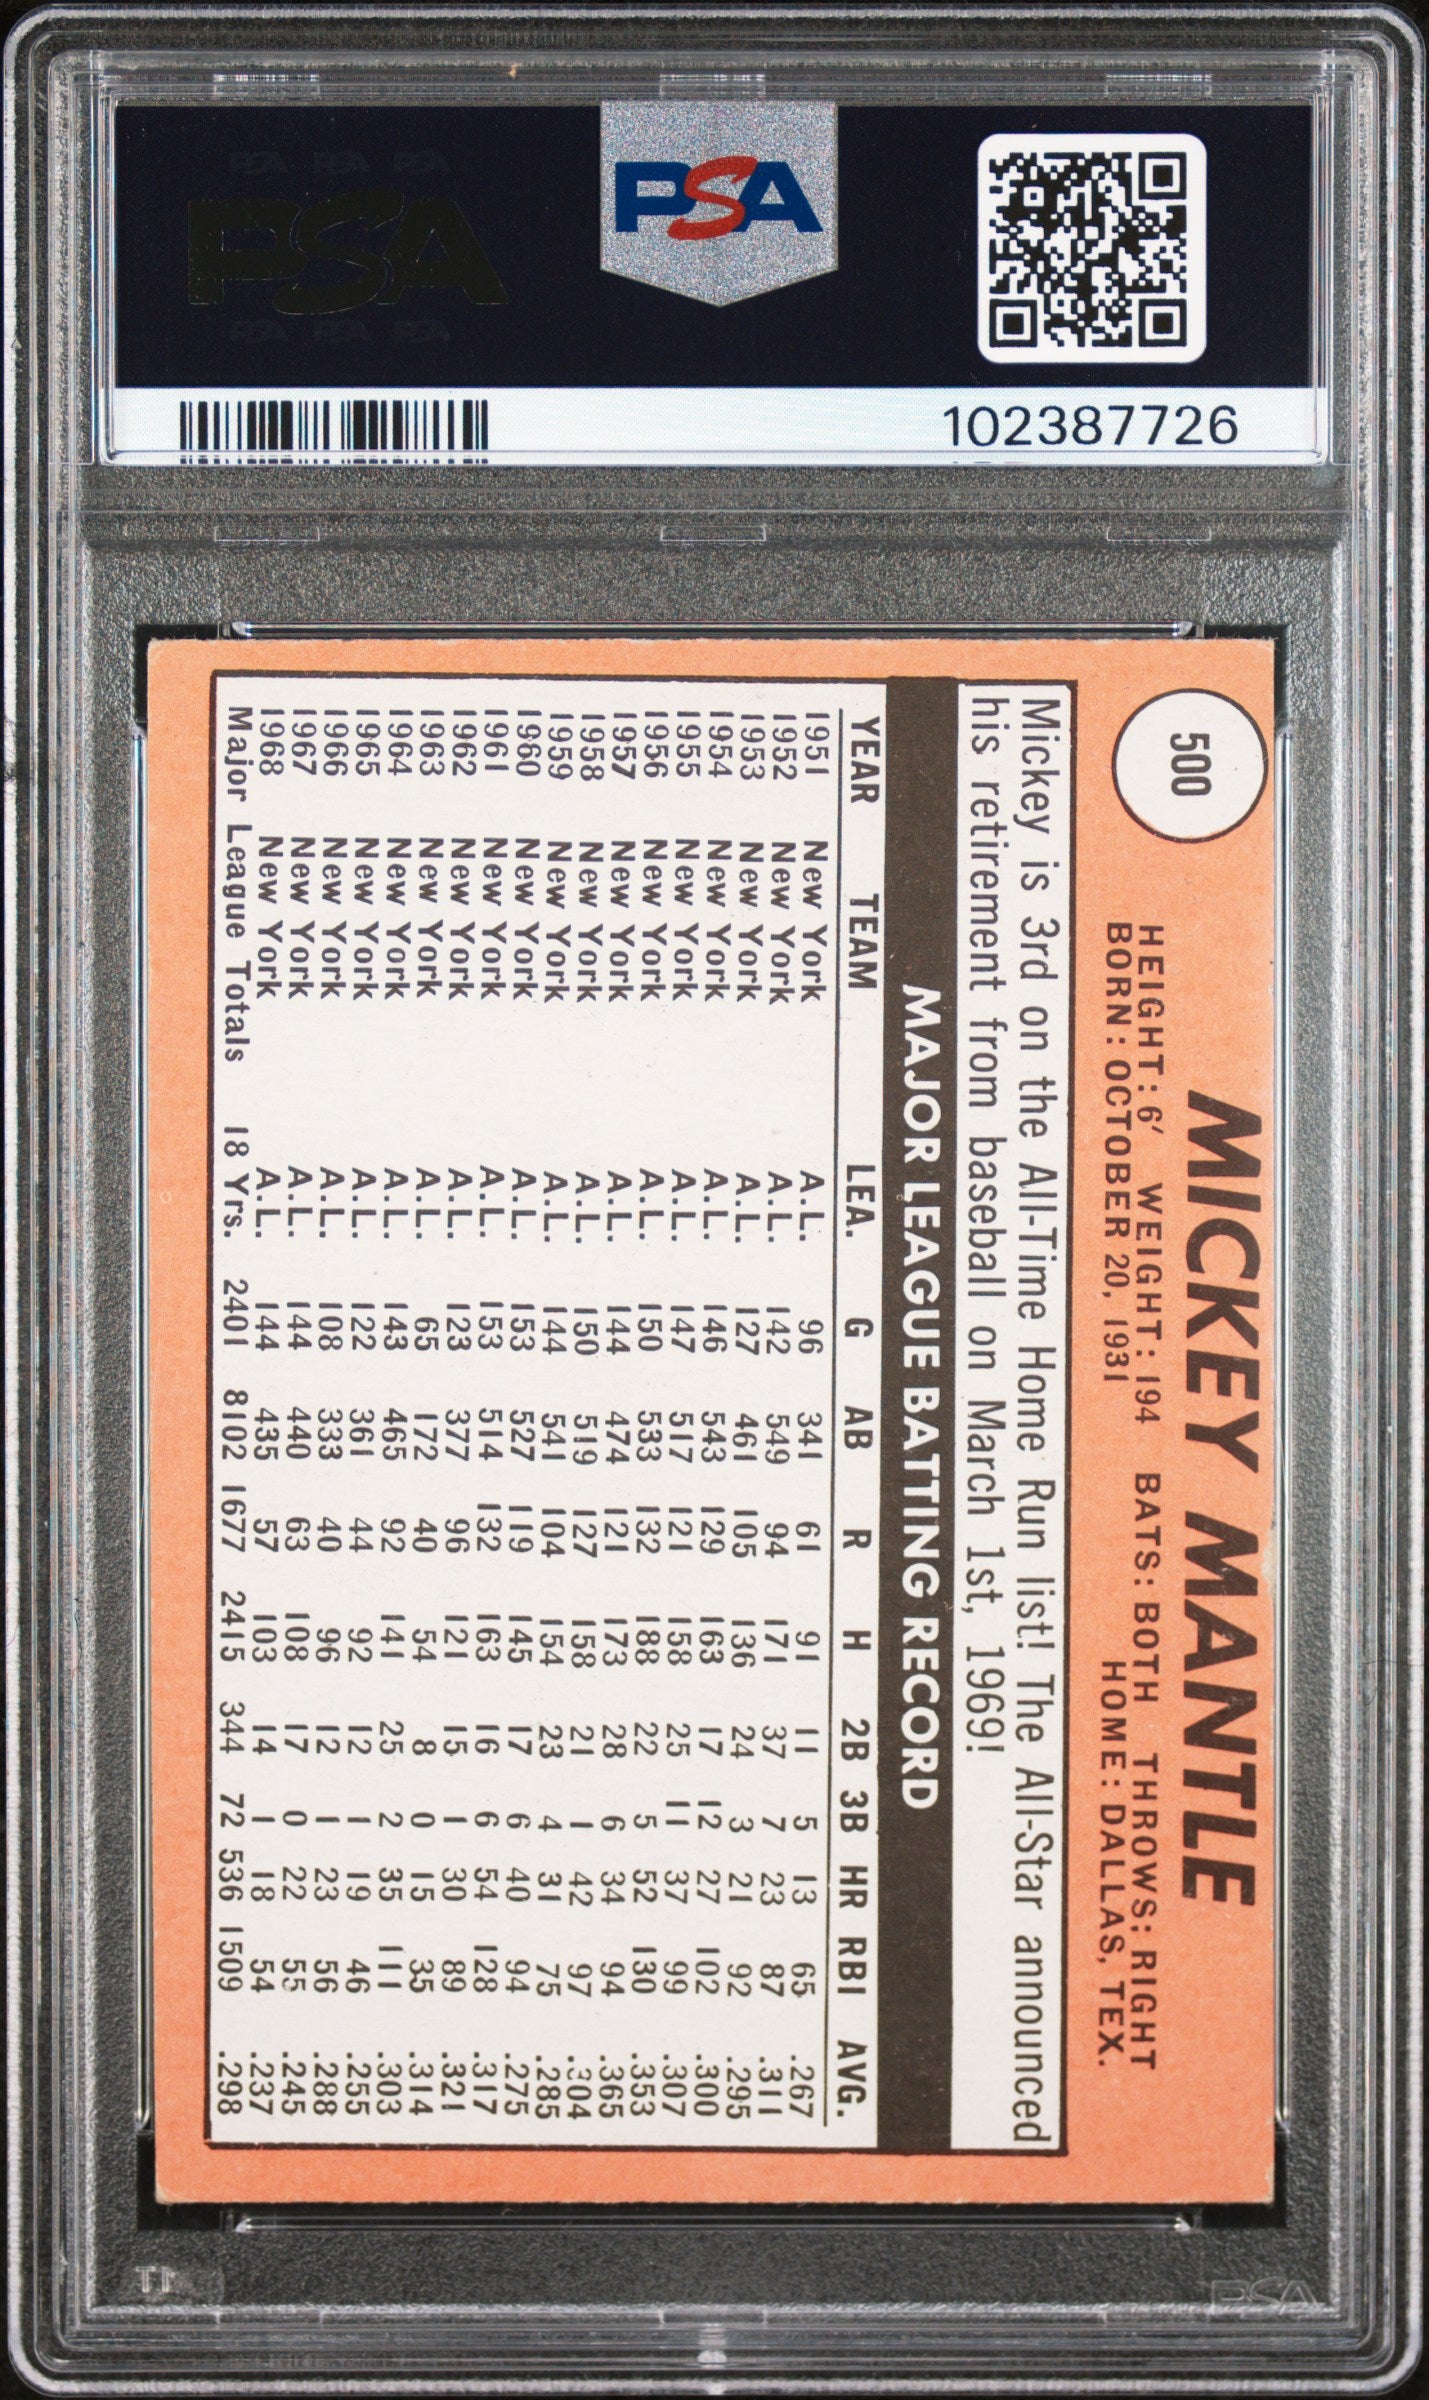 PSA PSA PSA
PSA
PSA PSA PSA
PSA
102387726
500
MICKEY MANTLE
HEIGHT: 6' WEIGHT: 194 BATS: BOTH THROWS: RIGHT
BORN: OCTOBER 20, 1931 HOME: DALLAS, TEX.
Mickey is 3rd on the All-Time Home Run list! The All-Star announced
his retirement from baseball on March 1st, 1969!
MAJOR LEAGUE BATTING RECORD
YEAR TEAM LEA. G AB R H 2B 3B HR RBI AVG.
1951 New York A.L. 96 341 61 91 11 5 13 65 .267
1952 New York A.L. 142 549 94 171 37 7 23 87 .311
1953 New York A.L. 127 461 105 136 24 3 21 92 .295
1954 New York A.L. 146 543 129 163 17 12 27 102 .300
1955 New York A.L. 147 517 121 158 25 11 37 99 .307
1956 New York A.L. 150 533 132 188 22 5 52 130 .353
1957 New York A.L. 144 474 121 173 28 6 34 94 .365
1958 New York A.L. 150 519 127 158 21 1 42 97 .304
1959 New York A.L. 144 541 104 154 23 4 31 75 .285
1960 New York A.L. 153 527 119 145 17 6 40 94 .275
1961 New York A.L. 153 514 132 163 16 6 54 128 .317
1962 New York A.L. 123 377 96 121 15 1 30 89 .321
1963 New York A.L. 65 172 40 54 8 0 15 35 .314
1964 New York A.L. 143 465 92 141 25 2 35 111 .303
1965 New York A.L. 122 361 44 92 12 1 19 46 .255
1966 New York A.L. 108 333 40 96 12 1 23 56 .288
1967 New York A.L. 144 440 63 108 17 0 22 55 .245
1968 New York A.L. 144 435 57 103 14 1 18 54 .237
Major League Totals 18 Yrs. 2401 8102 1677 2415 344 72 536 1509 .298
PSA